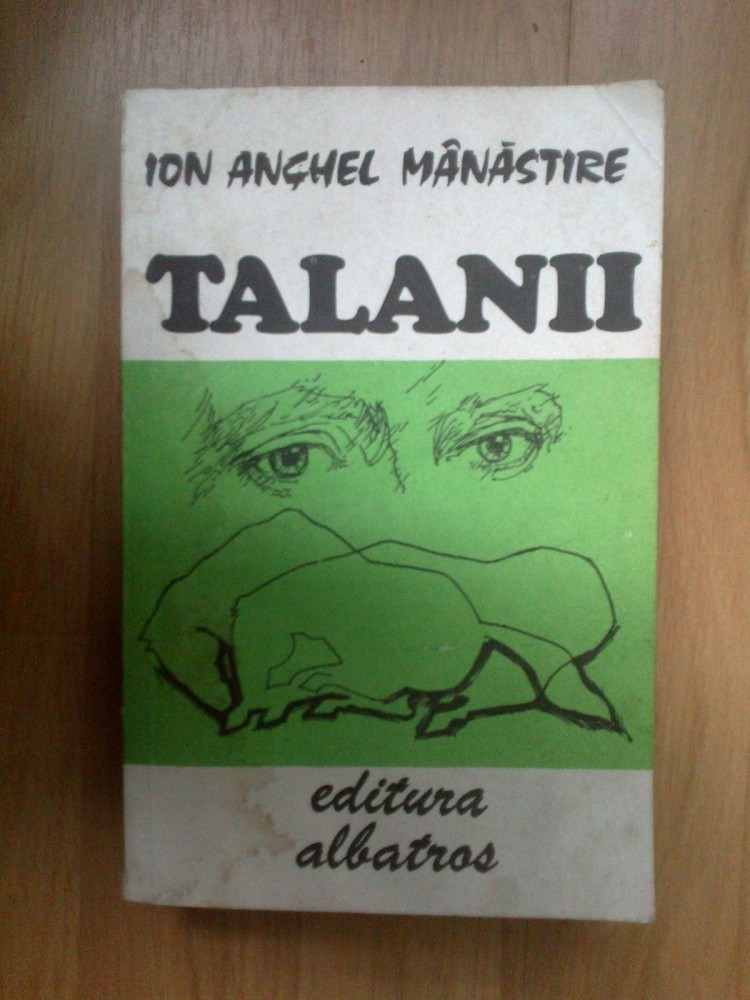 ION ANGHEL MÂNĂSTIRE
TALANII
editura
albatros